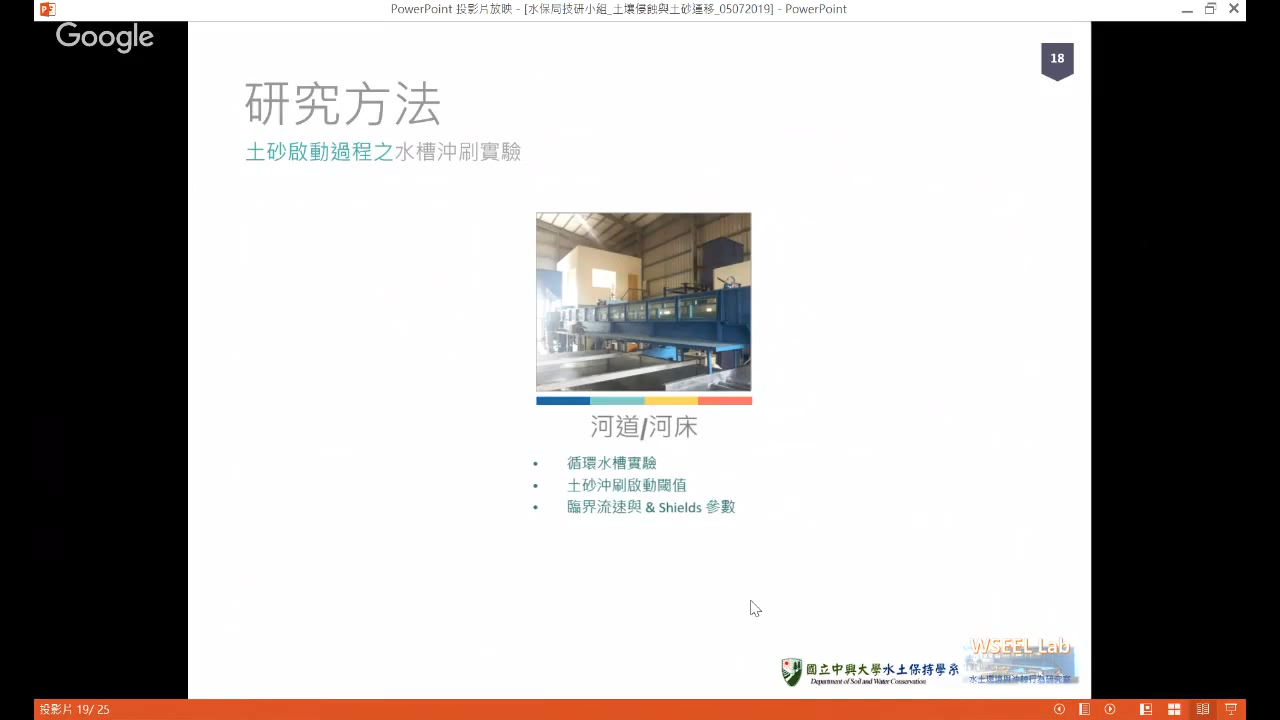 PowerPoint 投影片放映 - [水保局技研小組_土壤侵蝕與土砂運移_05072019] - PowerPoint
Google
18
研究方法
土砂啟動過程之水槽沖刷實驗
河道/河床
• 循環水槽實驗
• 土砂沖刷啟動閾值
• 臨界流速與 & Shields 參數
WSEEL Lab
國立中興大學水土保持學系
Department of Soil and Water Conservation
投影片 19/ 25